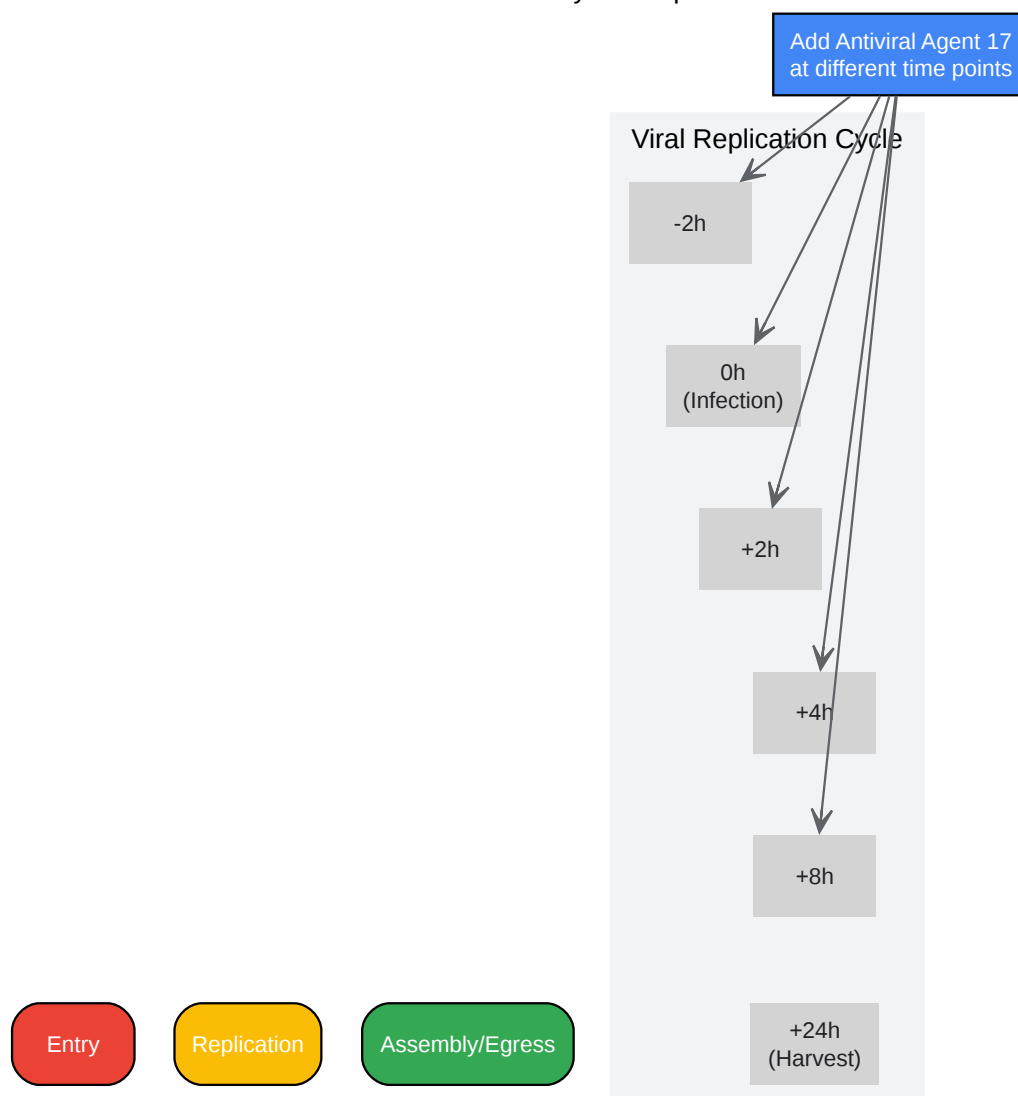 Add Antiviral Agent 17
at different time points
Viral Replication Cycle
-2h
0h
(Infection)
+2h
+4h
+8h
Entry
Replication
Assembly/Egress
+24h
(Harvest)